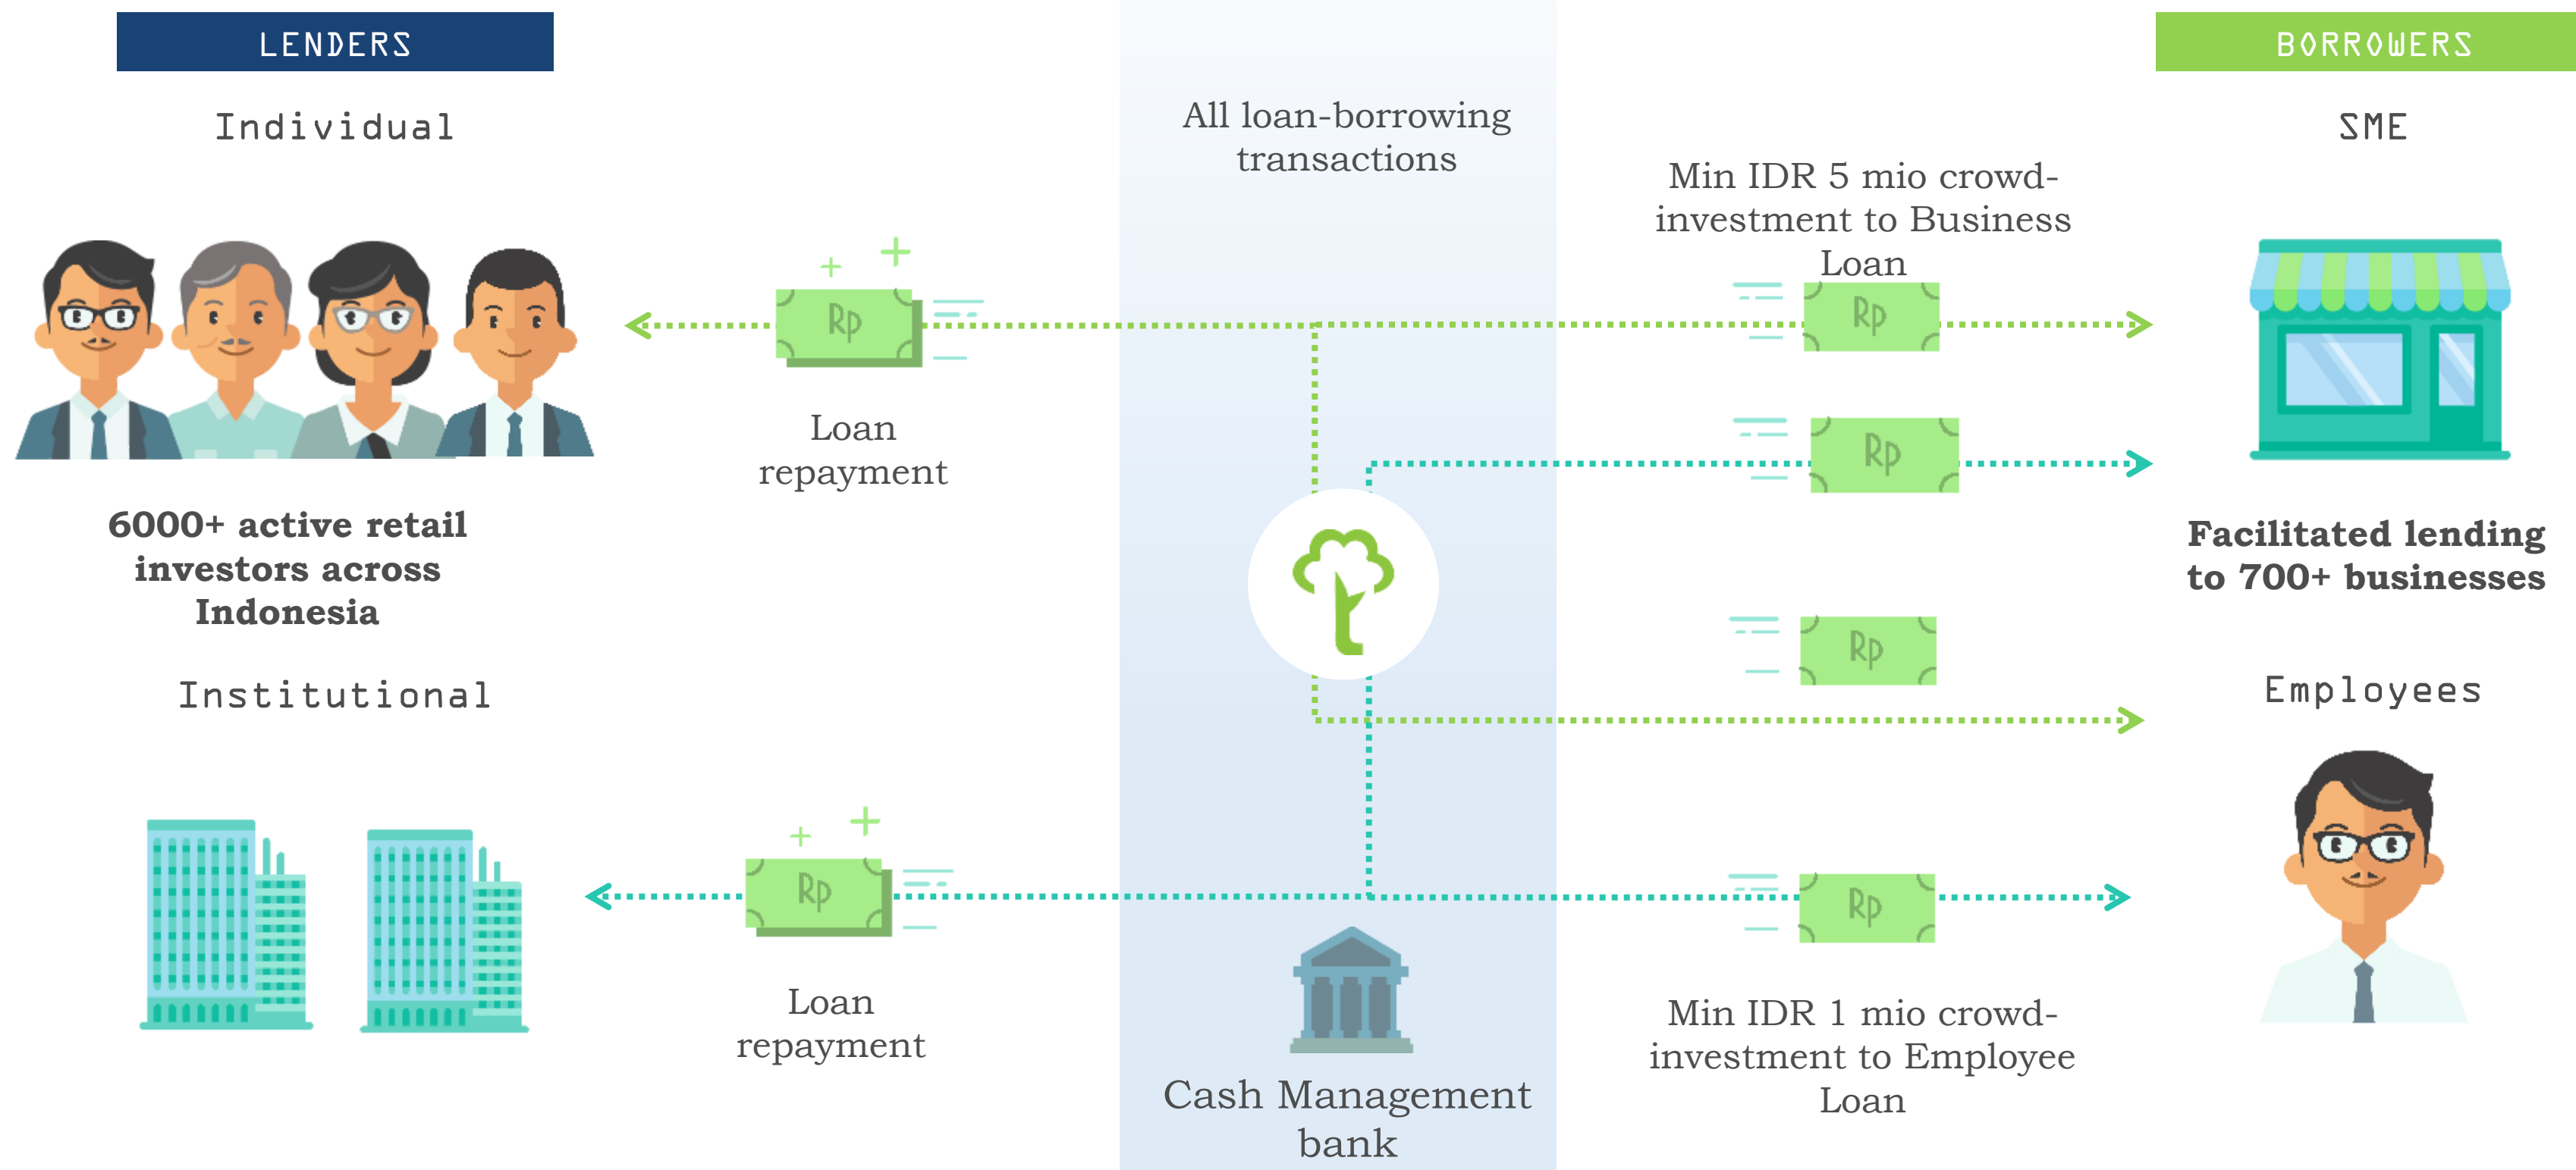 LENDERS
BORROWERS
Individual
All loan-borrowing
transactions
SME
Min IDR 5 mio crowd-
investment to Business
Loan
Rp
Rp
Loan
repayment
Rp
6000+ active retail
investors across
Indonesia
Facilitated lending
to 700+ businesses
Rp
Institutional
Employees
Rp
Rp
Loan
repayment
Min IDR 1 mio crowd-
investment to Employee
Loan
Cash Management
bank